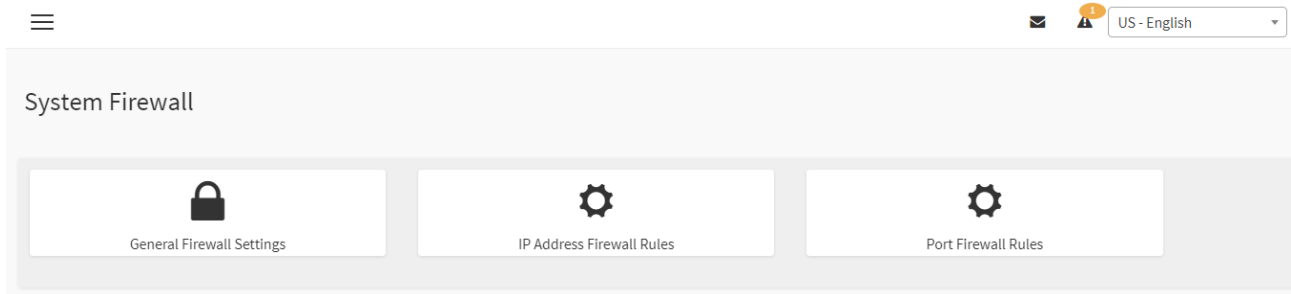 1
US - English
System Firewall
General Firewall Settings
IP Address Firewall Rules
Port Firewall Rules